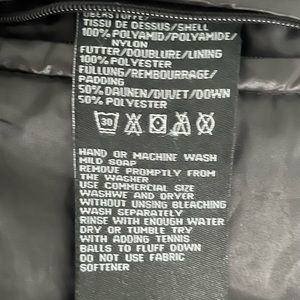 OBERSTOFF/
TISSU DE DESSUS/SHELL
100% POLYAMID/POLYAMIDE/
NYLON
FUTTER/DOUBLURE/LINING
100% POLYESTER
FÜLLUNG/REMBOURRAGE/
PADDING
50% DAUNEN/DUVET/DOWN
50% POLYESTER
30
HAND OR MACHINE WASH
MILD SOAP
REMOVE PROMPTLY FROM
THE WASHER
USE COMMERCIAL SIZE
WASHWE AND DRYER
WITHOUT UNSING BLEACHING
WASH SEPARATELY
RINSE WITH ENOUGH WATER
DRY OR TUMBLE TRY
WITH ADDING TENNIS
BALLS TO FLUFF DOWN
DO NOT USE FABRIC
SOFTENER